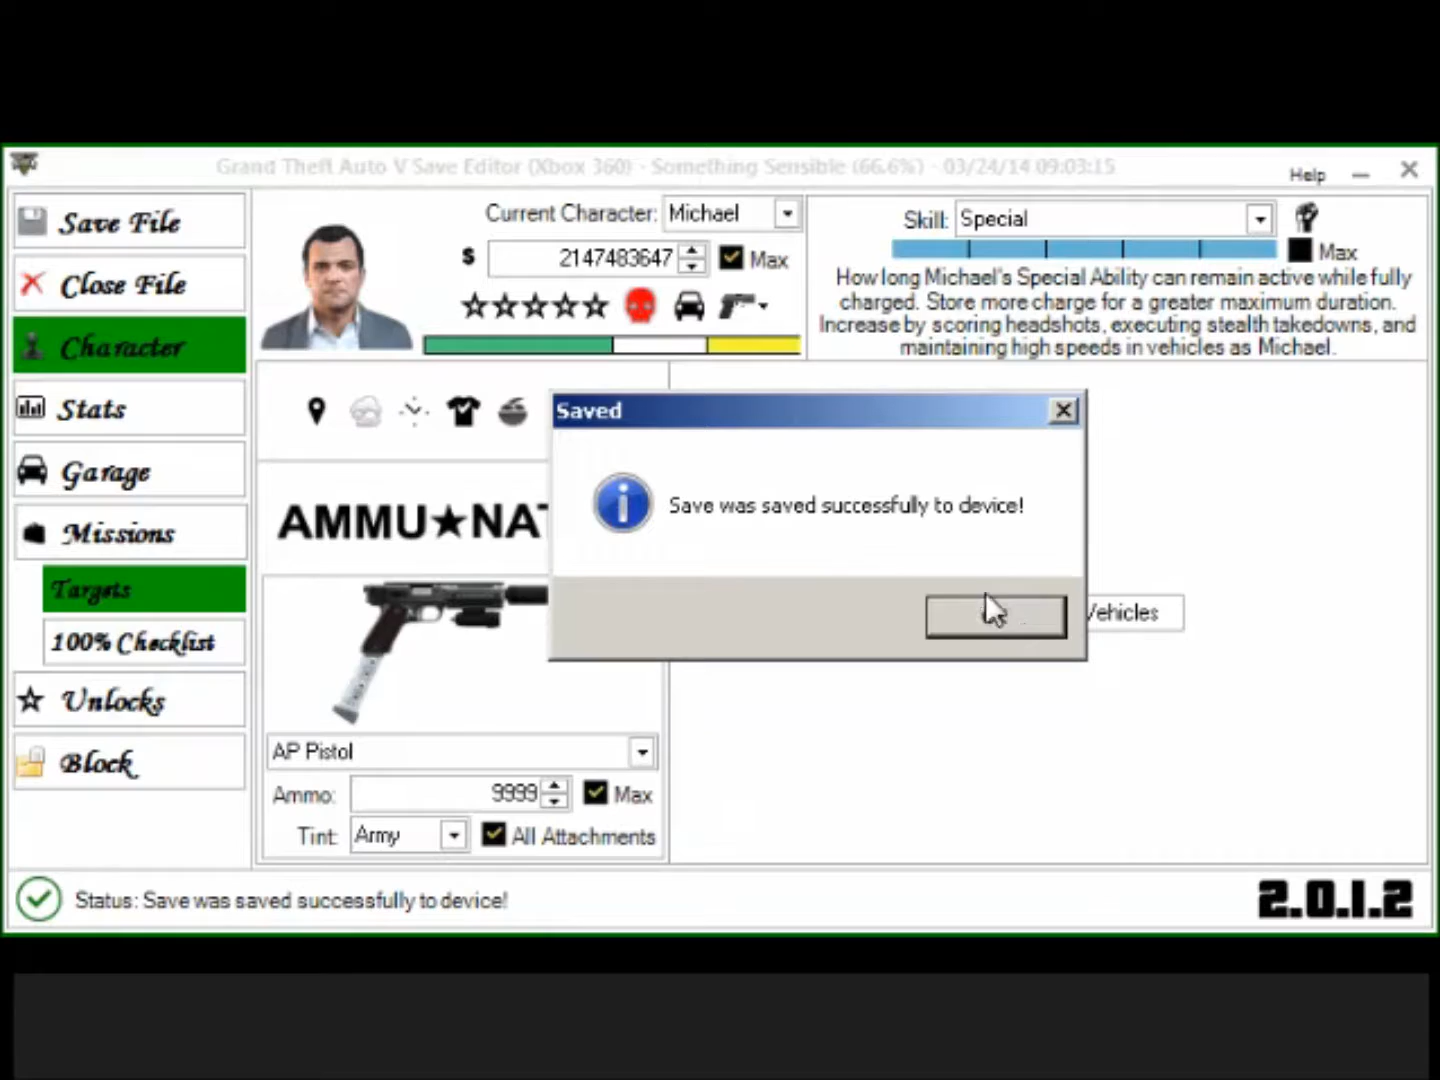 Grand Theft Auto V Save Editor (Xbox 360) - Something Sensible (66.6%) - 03/24/14 09:03:15
Help
Save File
Close File
Character
Stats
Garage
Missions
Targets
100% Checklist
Unlocks
Block
Current Character: Michael
$ 2147483647 Max
Skill: Special
Max
How long Michael's Special Ability can remain active while fully
charged. Store more charge for a greater maximum duration.
Increase by scoring headshots, executing stealth takedowns, and
maintaining high speeds in vehicles as Michael.
AMMU★NAT
Saved
Save was saved successfully to device!
Vehicles
AP Pistol
Ammo: 9999 Max
Tint: Army All Attachments
Status: Save was saved successfully to device!
2.0.1.2